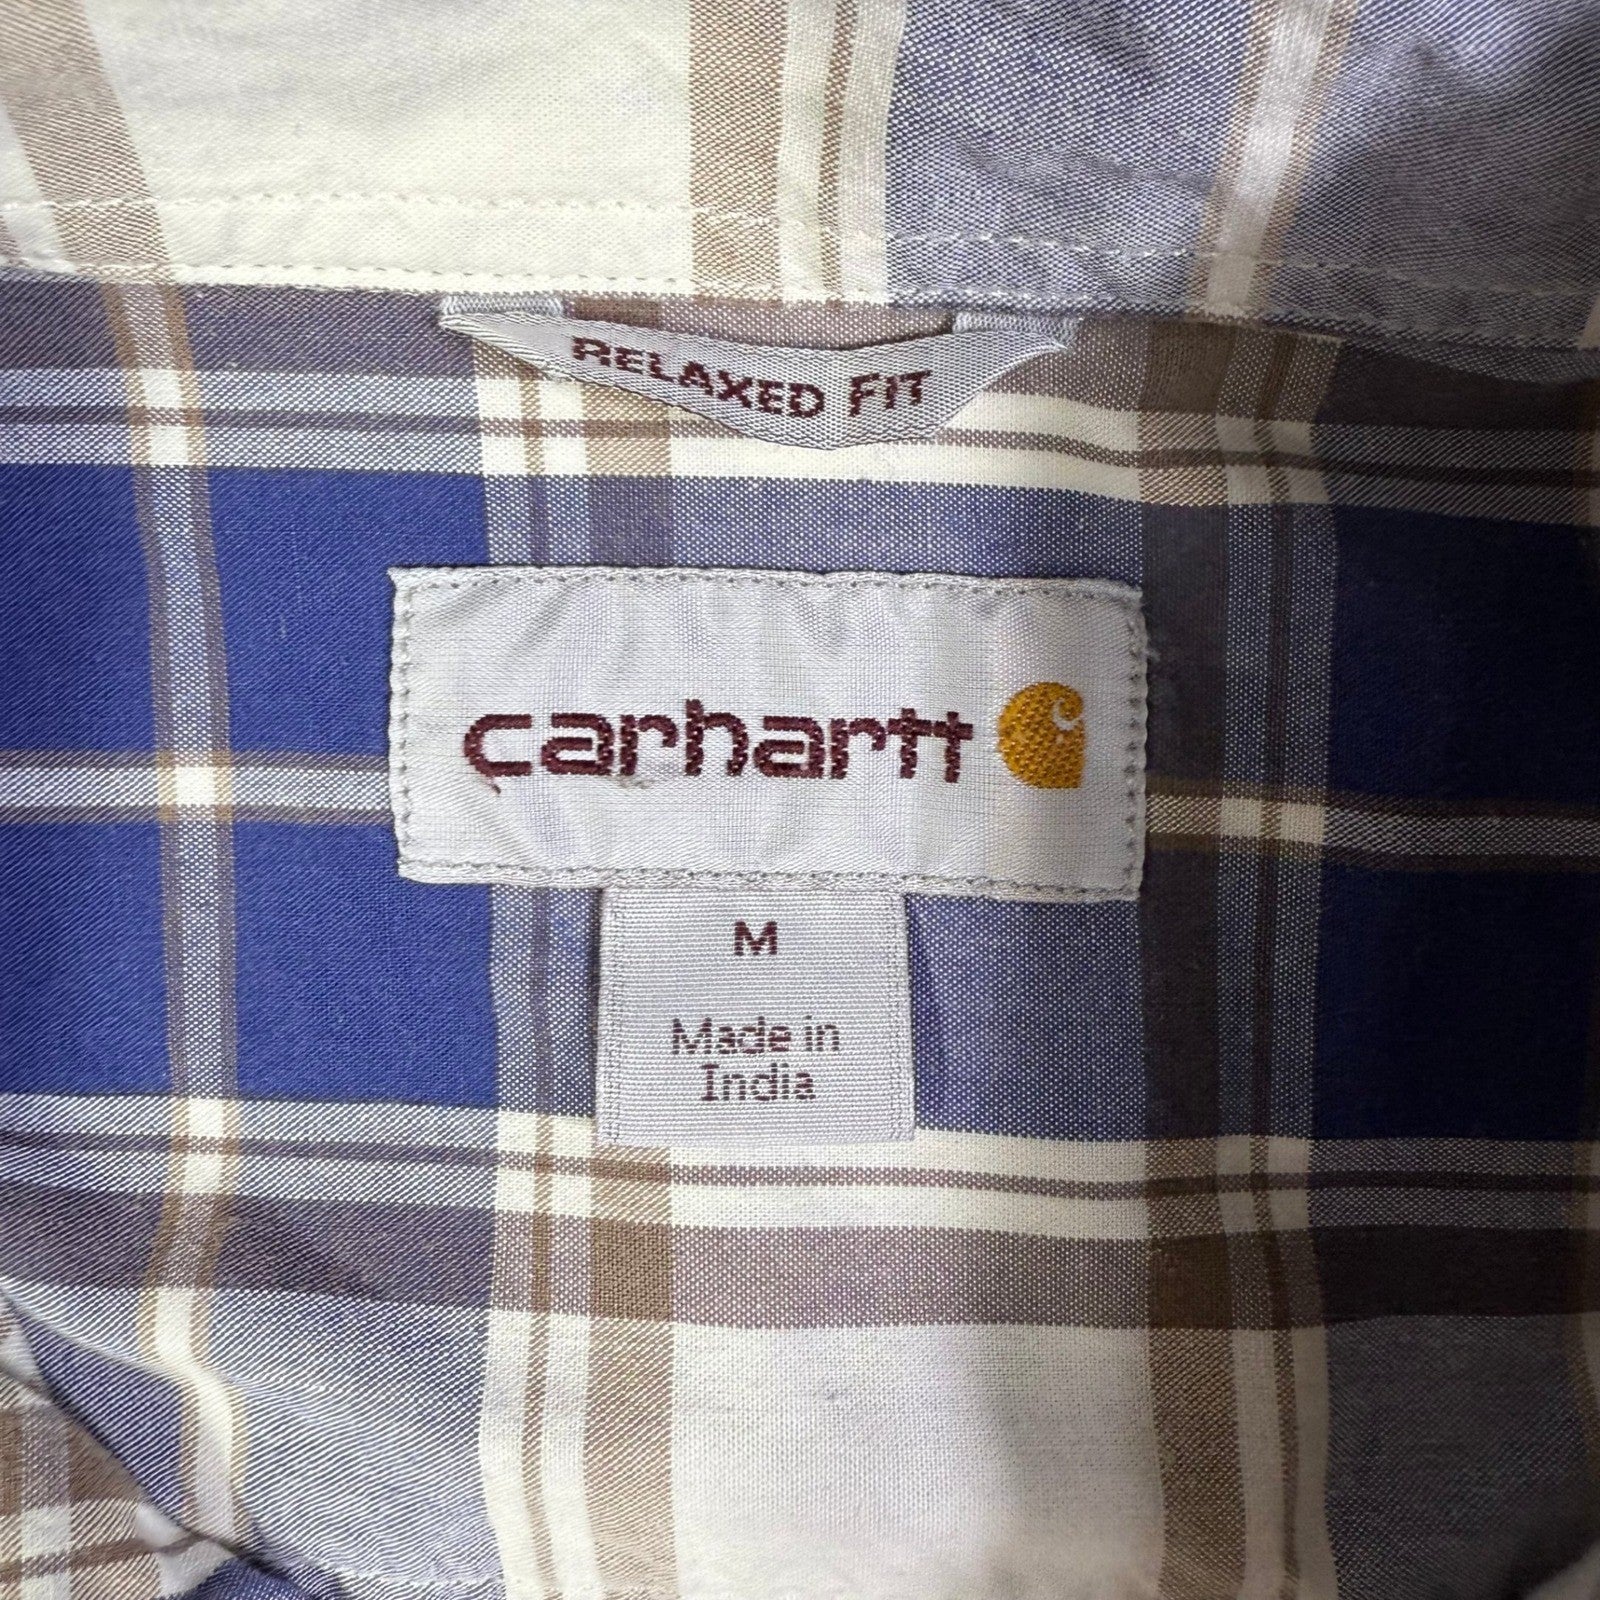 RELAXED FIT
carhartt
M
Made in
India